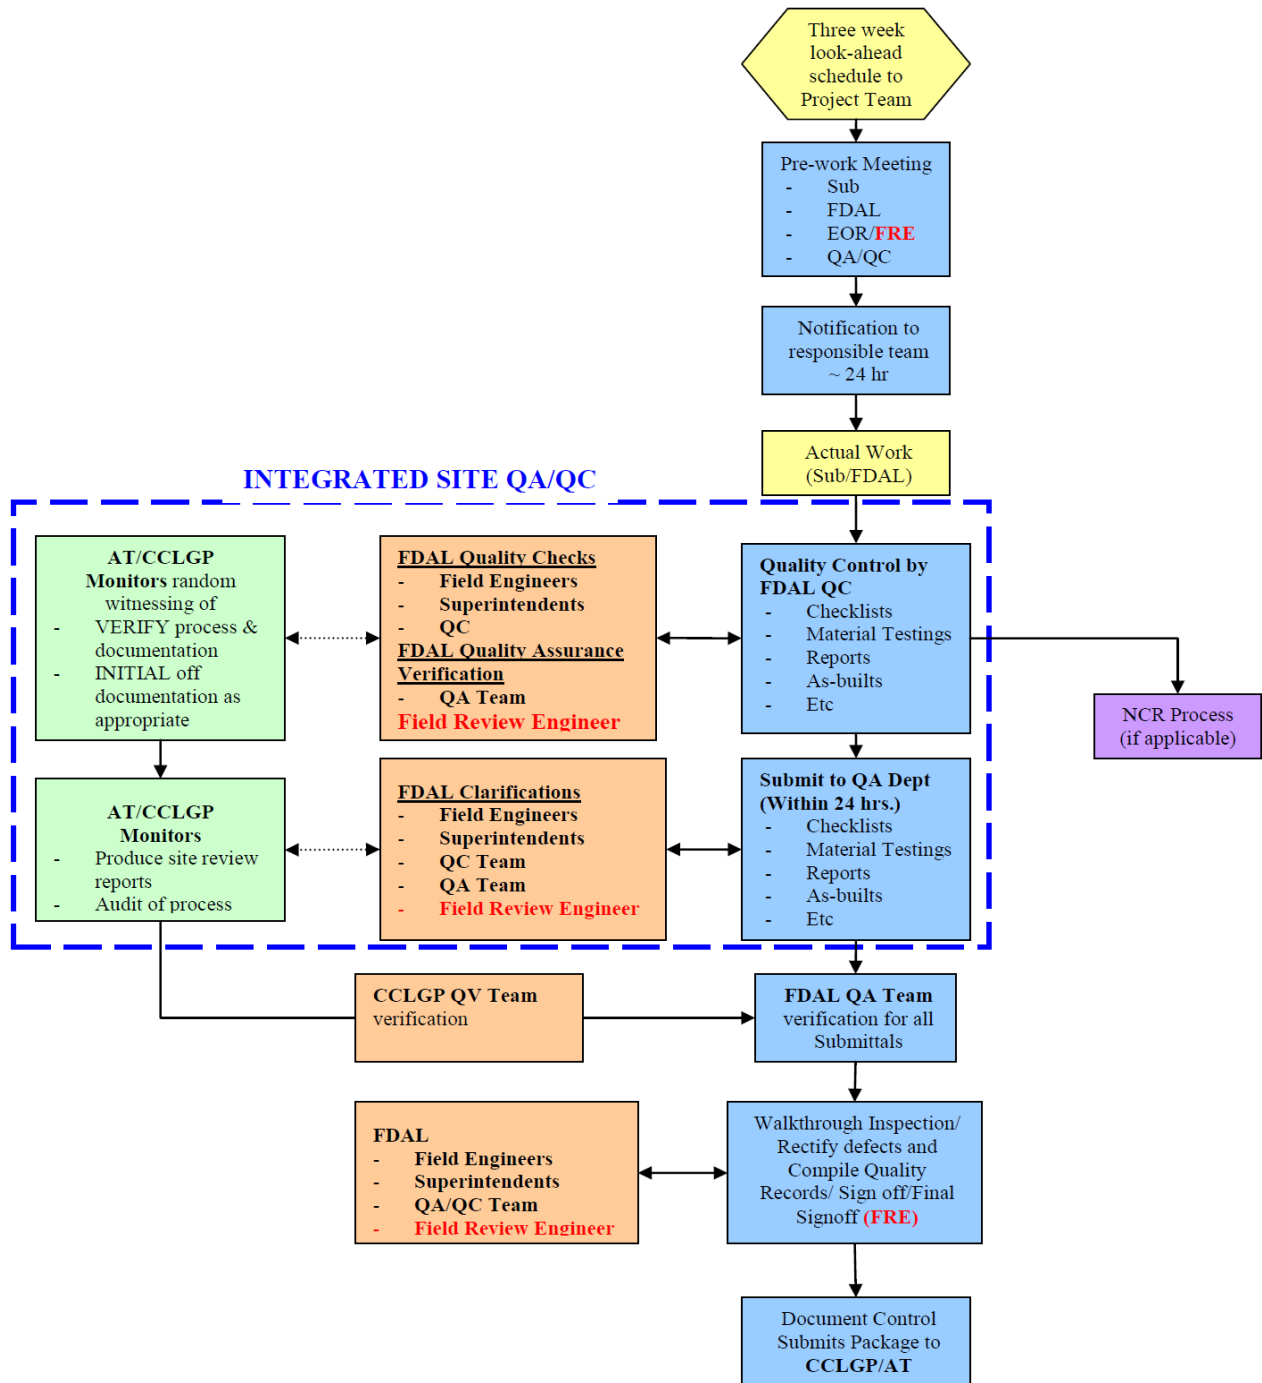 Three week
look-ahead
schedule to
Project Team
Pre-work Meeting
- Sub
- FDAL
- EOR/FRE
- QA/QC
Notification to
responsible team
~ 24 hr
Actual Work
(Sub/FDAL)
INTEGRATED SITE QA/QC
AT/CCLGP
Monitors random
witnessing of
- VERIFY process &
documentation
- INITIAL off
documentation as
appropriate
FDAL Quality Checks
- Field Engineers
- Superintendents
- QC
FDAL Quality Assurance
Verification
- QA Team
Field Review Engineer
Quality Control by
FDAL QC
- Checklists
- Material Testings
- Reports
- As-builts
- Etc
NCR Process
(if applicable)
AT/CCLGP
Monitors
- Produce site review
reports
- Audit of process
FDAL Clarifications
- Field Engineers
- Superintendents
- QC Team
- QA Team
- Field Review Engineer
Submit to QA Dept
(Within 24 hrs.)
- Checklists
- Material Testings
- Reports
- As-builts
- Etc
CCLGP QV Team
verification
FDAL QA Team
verification for all
Submittals
FDAL
- Field Engineers
- Superintendents
- QA/QC Team
- Field Review Engineer
Walkthrough Inspection/
Rectify defects and
Compile Quality
Records/ Sign off/Final
Signoff (FRE)
Document Control
Submits Package to
CCLGP/AT